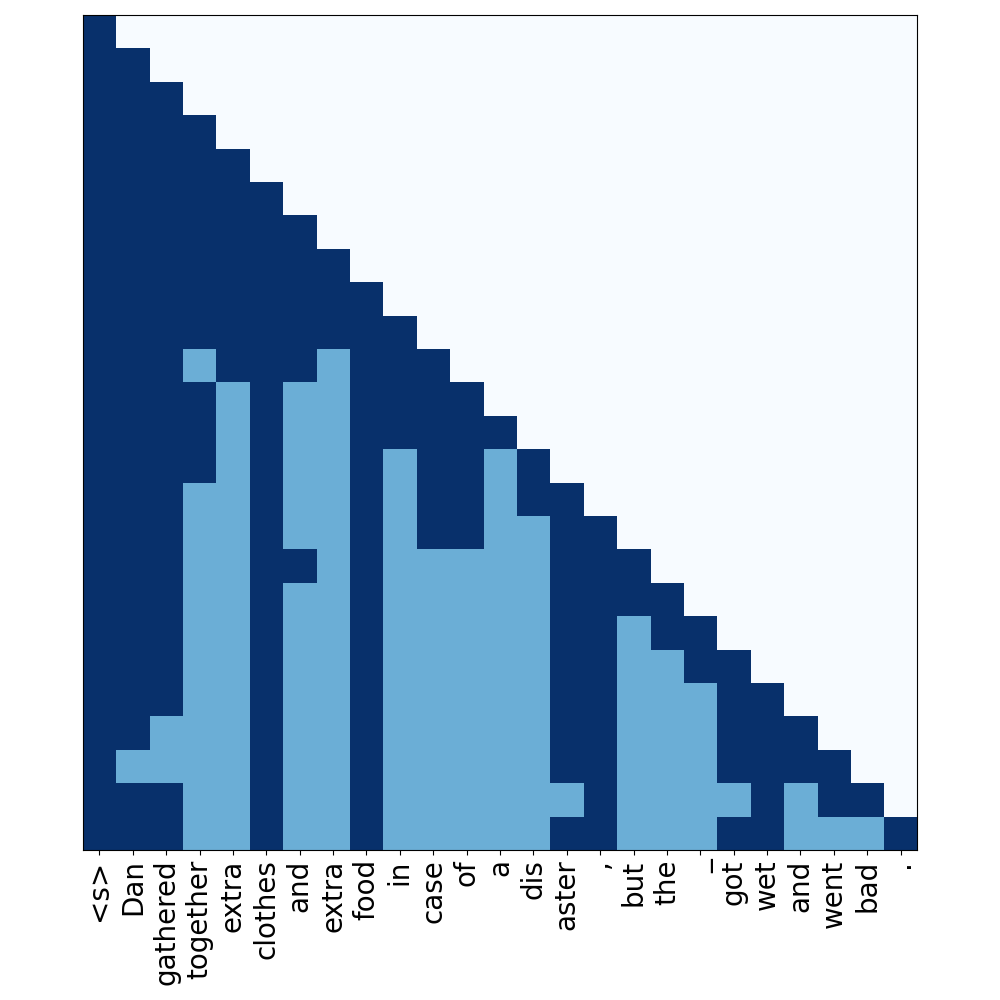 <s>
Dan
gathered
together
extra
clothes
and
extra
food
in
case
of
a
dis
aster
,
but
the
_
got
wet
and
went
bad
.